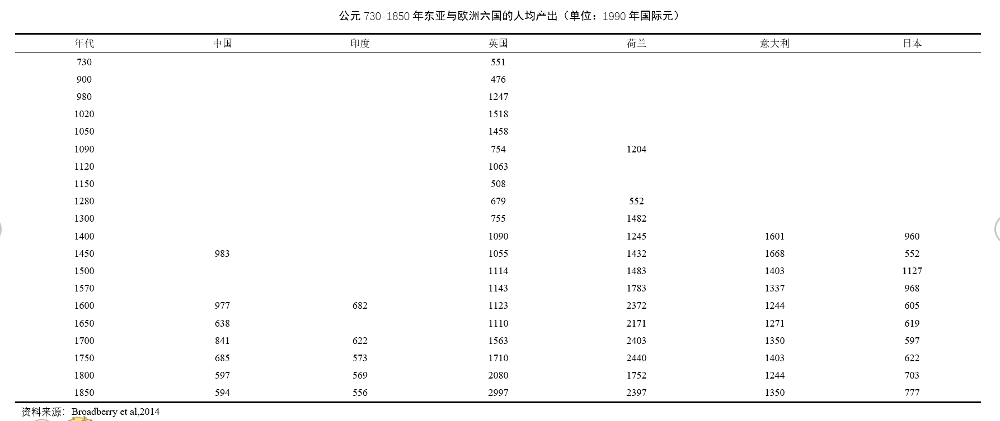 公元 730-1850 年东亚与欧洲六国的人均产出（单位：1990 年国际元）
年代 中国 印度 英国 荷兰 意大利 日本
730 551
900 476
980 1247
1020 1518
1050 1458
1090 754 1204
1120 1063
1150 508
1280 679 552
1300 755 1482
1400 1090 1245 1601 960
1450 983 1055 1432 1668 552
1500 1114 1483 1403 1127
1570 1143 1783 1337 968
1600 977 682 1123 2372 1244 605
1650 638 1110 2171 1271 619
1700 841 622 1563 2403 1350 597
1750 685 573 1710 2440 1403 622
1800 597 569 2080 1752 1244 703
1850 594 556 2997 2397 1350 777
资料来源：Broadberry et al,2014